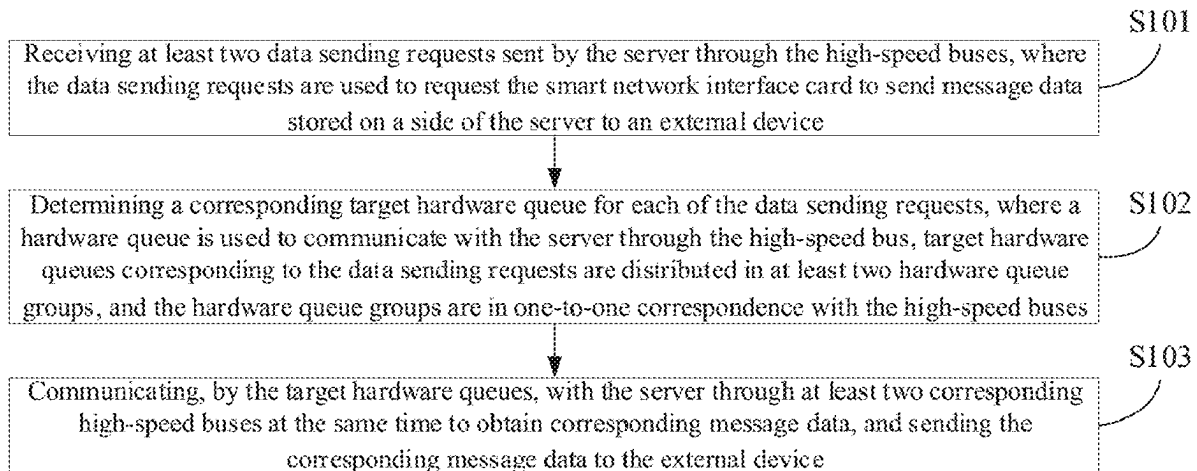 S101
Receiving at least two data sending requests sent by the server through the high-speed buses, where
the data sending requests are used to request the smart network interface card to send message data
stored on a side of the server to an external device
S102
Determining a corresponding target hardware queue for each of the data sending requests, where a
hardware queue is used to communicate with the server through the high-speed bus, target hardware
queues corresponding to the data sending requests are distributed in at least two hardware queue
groups, and the hardware queue groups are in one-to-one correspondence with the high-speed buses
S103
Communicating, by the target hardware queues, with the server through at least two corresponding
high-speed buses at the same time to obtain corresponding message data, and sending the
corresponding message data to the external device